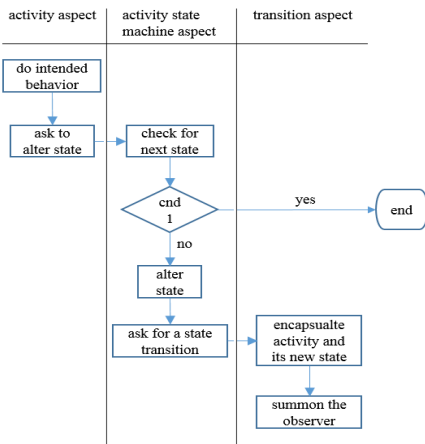 activity aspect
activity state
machine aspect
transition aspect
do intended
behavior
ask to
alter state
check for
next state
cnd
1
yes
end
no
alter
state
ask for a state
transition
encapsualte
activity and
its new state
summon the
observer